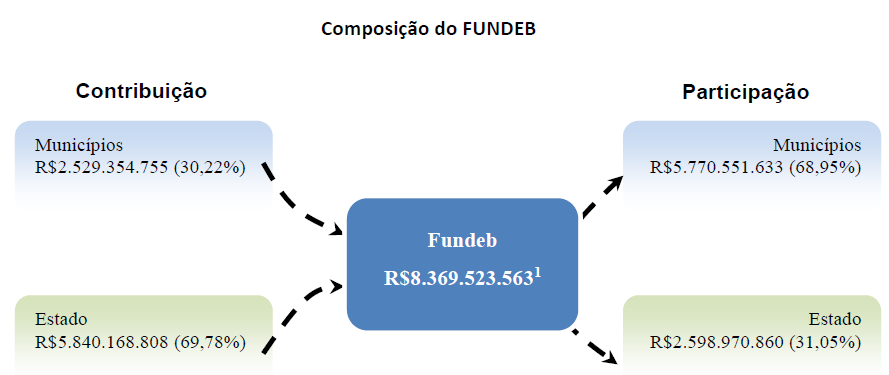 Composição do FUNDEB
Contribuição
Municípios
R$2.529.354.755 (30,22%)
Estado
R$5.840.168.808 (69,78%)
Fundeb
R$8.369.523.563¹
Participação
Municípios
R$5.770.551.633 (68,95%)
Estado
R$2.598.970.860 (31,05%)